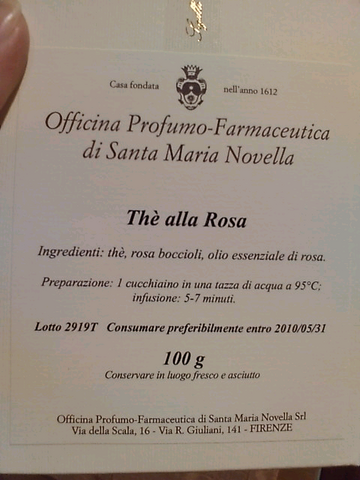 Casa fondata nell'anno 1612
Officina Profumo-Farmaceutica
di Santa Maria Novella
Thè alla Rosa
Ingredienti: thè, rosa boccioli, olio essenziale di rosa.
Preparazione: 1 cucchiaino in una tazza di acqua a 95°C;
infusione: 5-7 minuti.
Lotto 2919T Consumare preferibilmente entro 2010/05/31
100 g
Conservare in luogo fresco e asciutto
Officina Profumo-Farmaceutica di Santa Maria Novella Srl
Via della Scala, 16 - Via R. Giuliani, 141 - FIRENZE